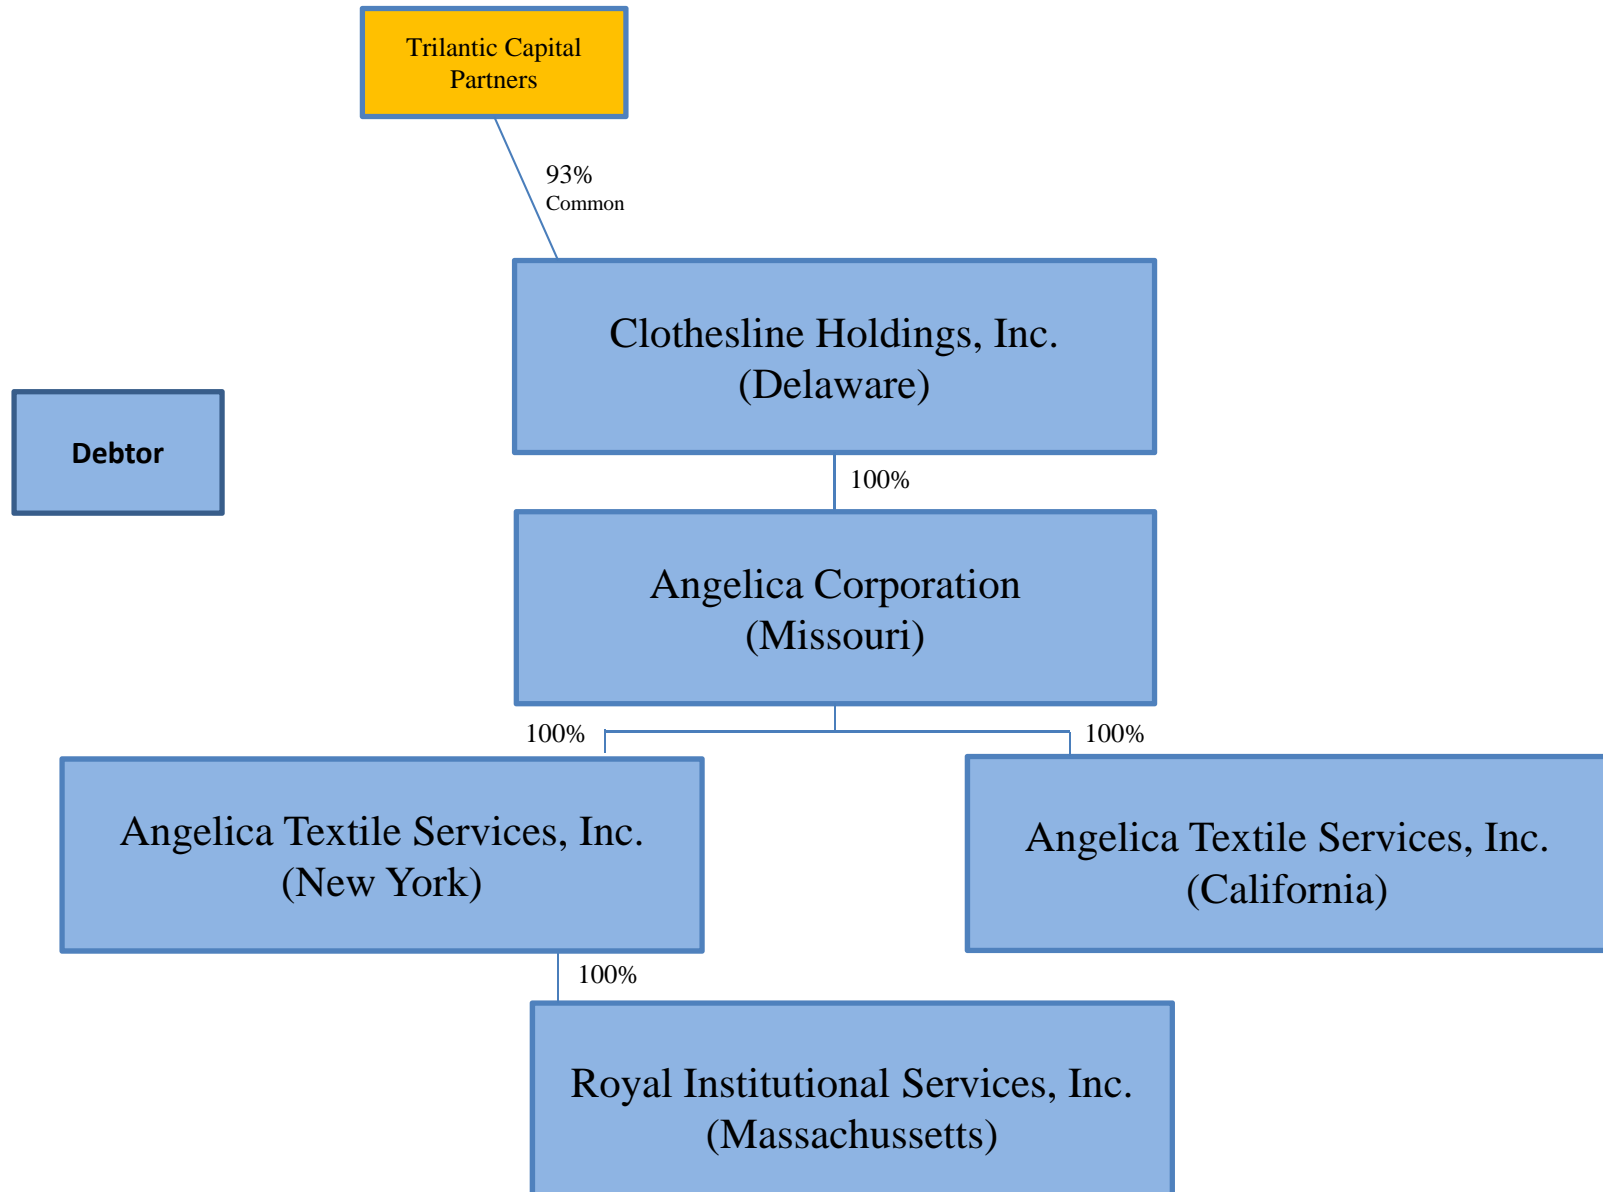 Trilantic Capital
Partners
93%
Common
Clothesline Holdings, Inc.
(Delaware)
Debtor
100%
Angelica Corporation
(Missouri)
100%
100%
Angelica Textile Services, Inc.
(New York)
Angelica Textile Services, Inc.
(California)
100%
Royal Institutional Services, Inc.
(Massachussetts)